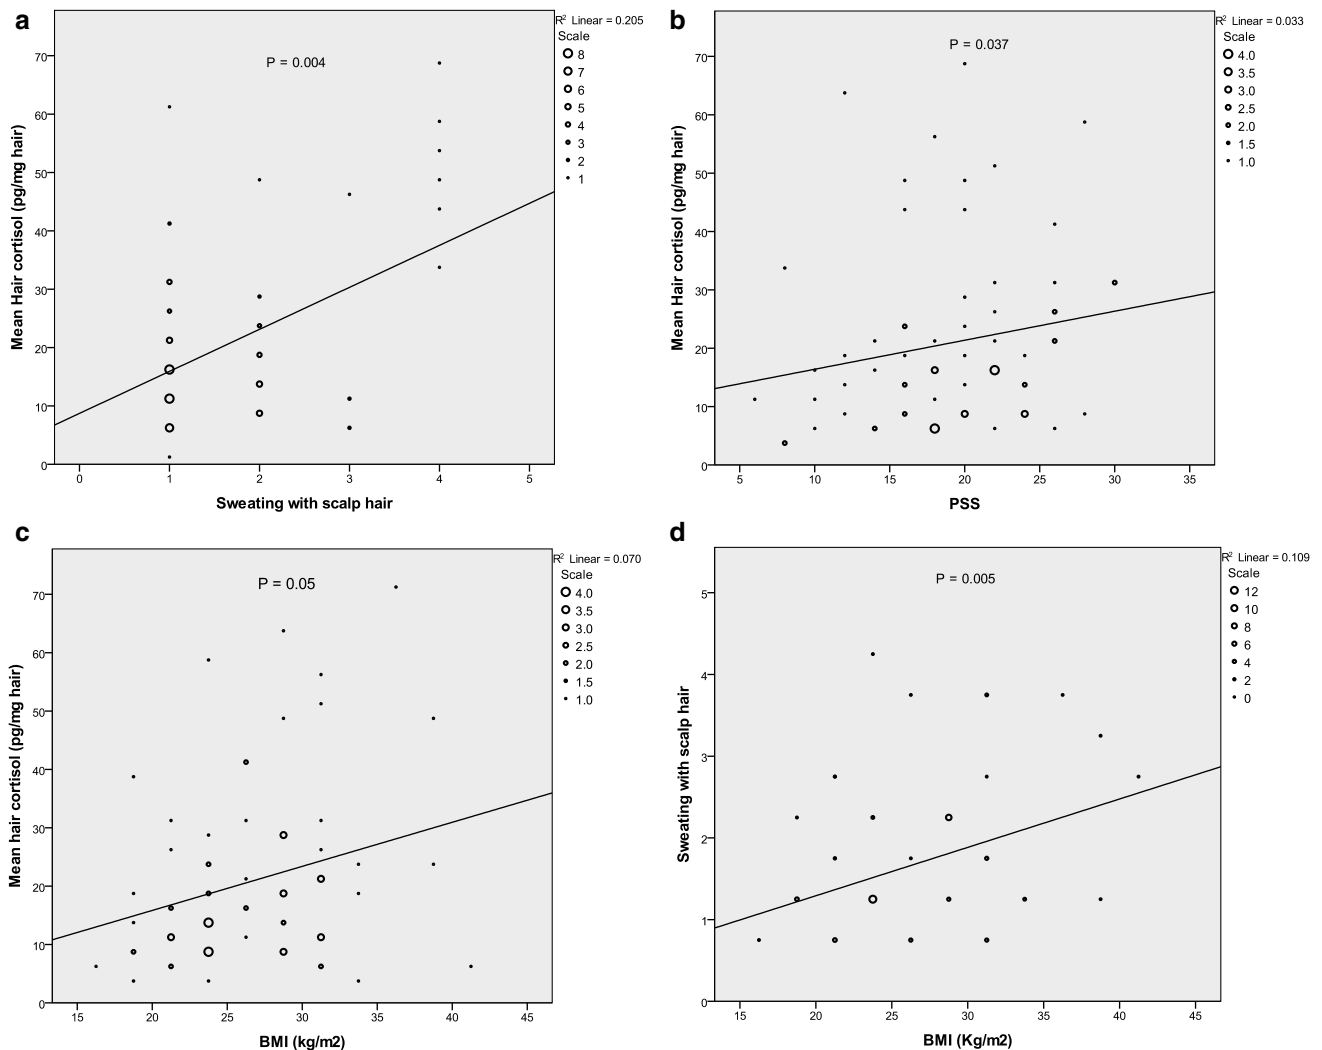 a
R² Linear = 0.205
Scale
8
7
6
5
4
3
2
1
P = 0.004
Mean Hair cortisol (pg/mg hair)
70
60
50
40
30
20
10
0
0 1 2 3 4 5
Sweating with scalp hair
b
R² Linear = 0.033
Scale
4.0
3.5
3.0
2.5
2.0
1.5
1.0
P = 0.037
Mean Hair cortisol (pg/mg hair)
70
60
50
40
30
20
10
0
5 10 15 20 25 30 35
PSS
c
R² Linear = 0.070
Scale
4.0
3.5
3.0
2.5
2.0
1.5
1.0
P = 0.05
Mean hair cortisol (pg/mg hair)
70
60
50
40
30
20
10
0
15 20 25 30 35 40 45
BMI (kg/m2)
d
R² Linear = 0.109
Scale
12
10
8
6
4
2
0
P = 0.005
Sweating with scalp hair
5
4
3
2
1
0
15 20 25 30 35 40 45
BMI (Kg/m2)